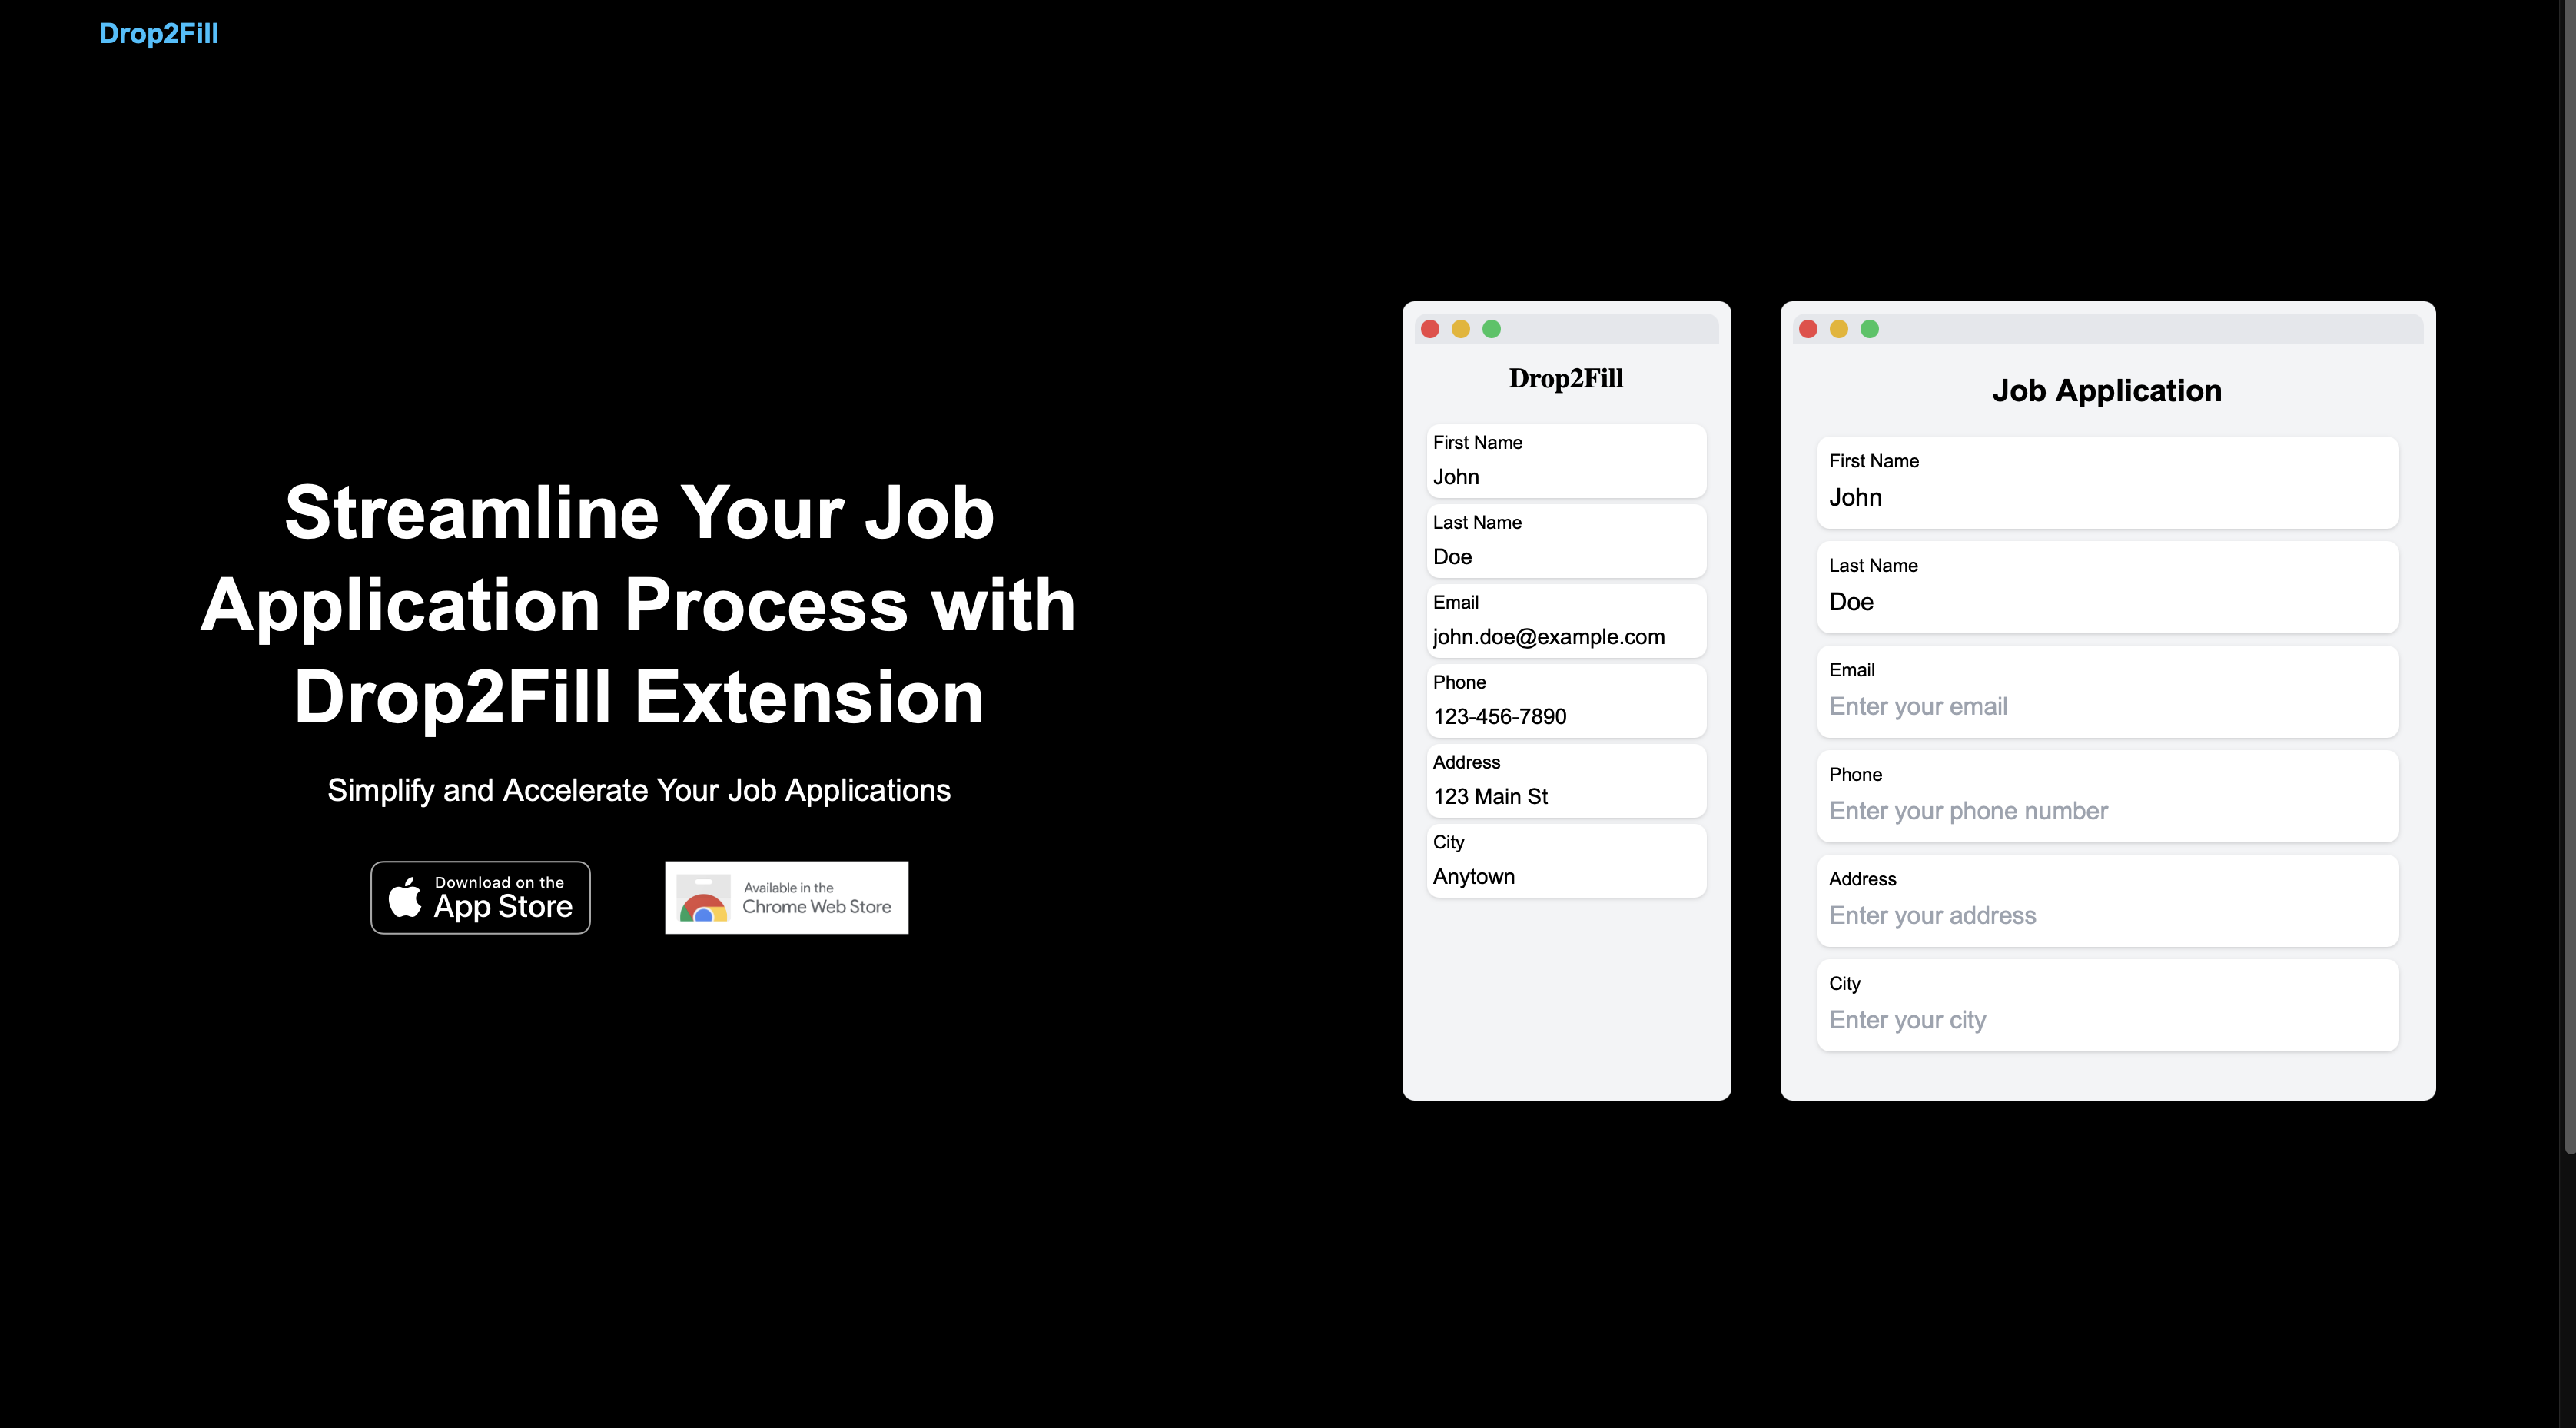 Drop2Fill
Streamline Your Job
Application Process with
Drop2Fill Extension
Simplify and Accelerate Your Job Applications
Download on the
App Store
Available in the
Chrome Web Store
Drop2Fill
First Name
John
Last Name
Doe
Email
john.doe@example.com
Phone
123-456-7890
Address
123 Main St
City
Anytown
Job Application
First Name
John
Last Name
Doe
Email
Enter your email
Phone
Enter your phone number
Address
Enter your address
City
Enter your city